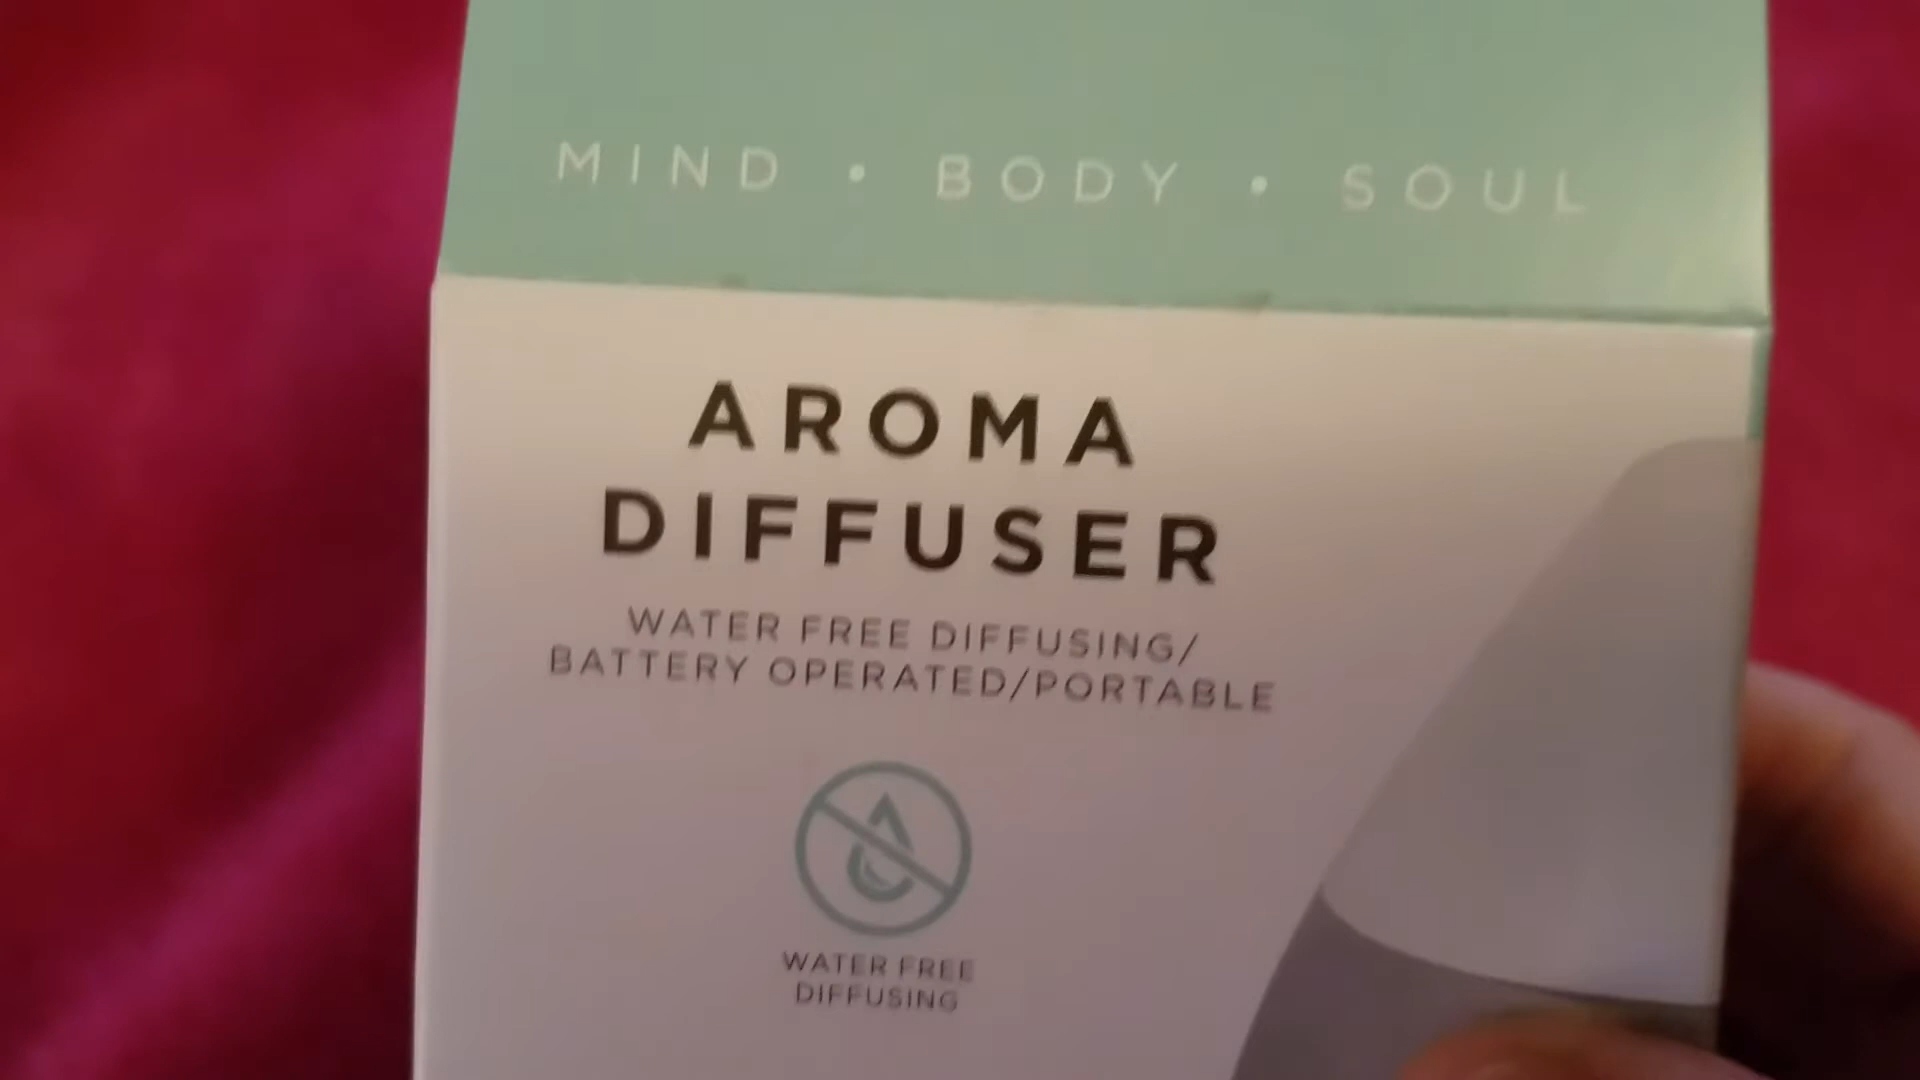 MIND • BODY • SOUL
AROMA
DIFFUSER
WATER FREE DIFFUSING/
BATTERY OPERATED/PORTABLE
WATER FREE
DIFFUSING